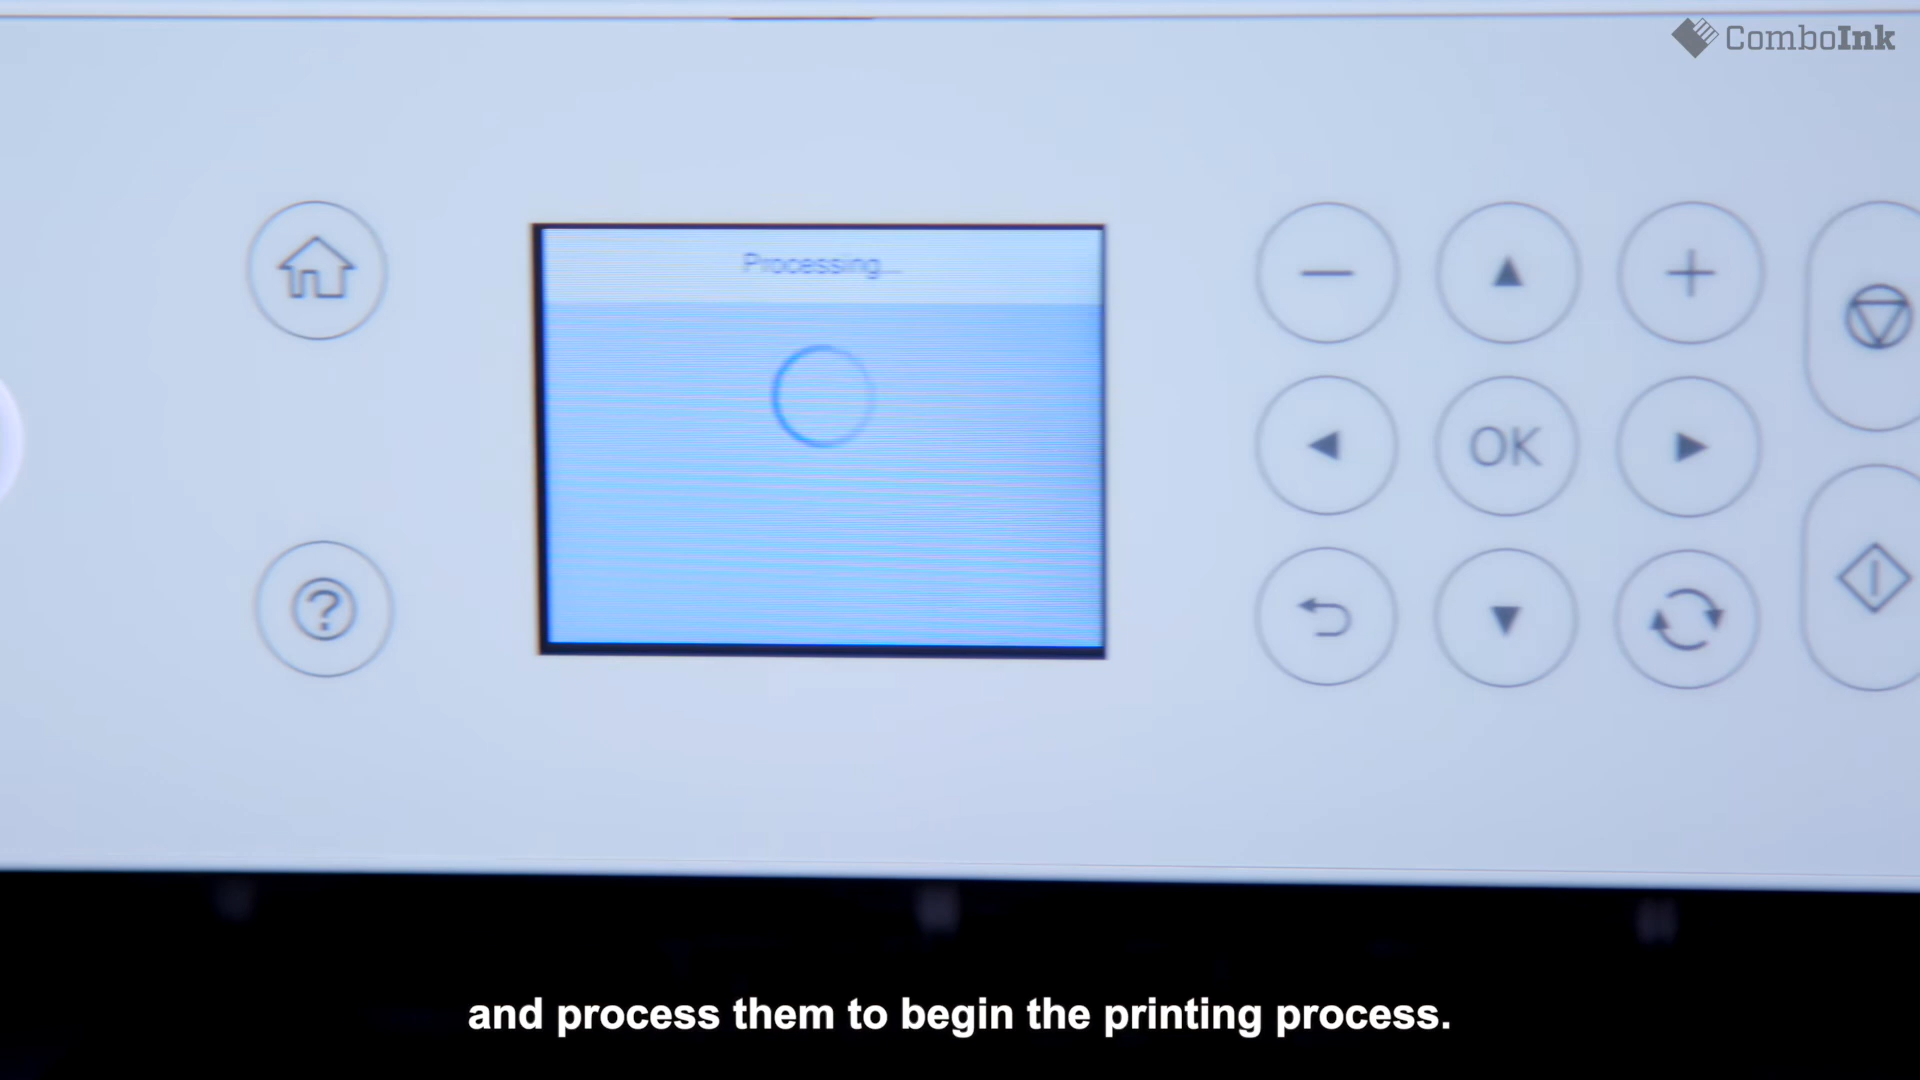 ComboInk
Processing...
OK
and process them to begin the printing process.